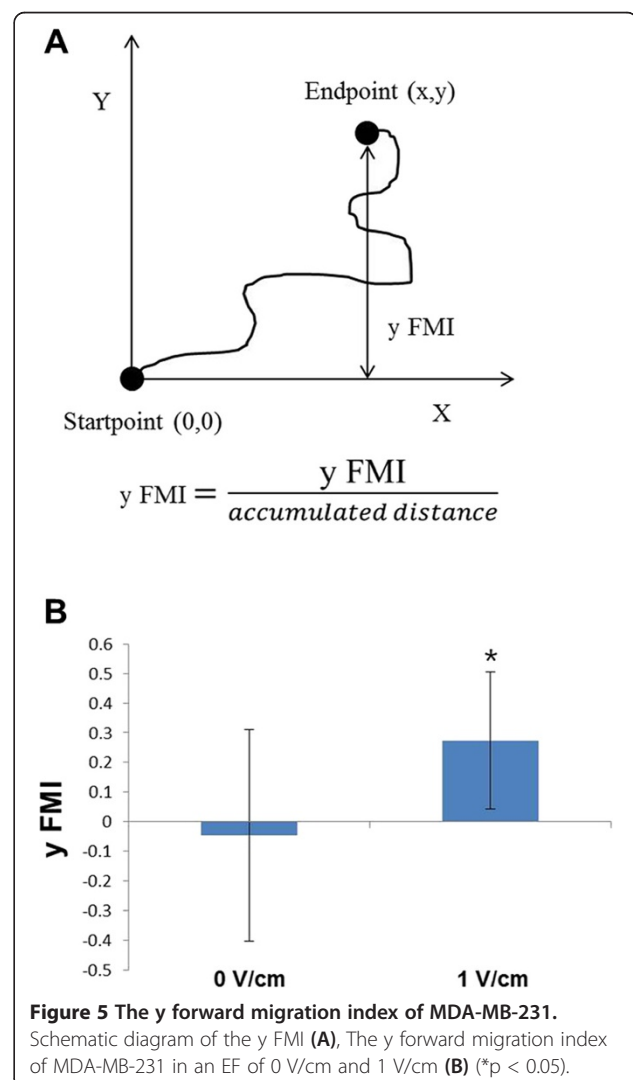 A
Y
Endpoint (x,y)
y FMI
X
Startpoint (0,0)
y FMI = y FMI
accumulated distance
B
0.6
*
0.5
0.4
0.3
0.2
0.1
0
-0.1
-0.2
-0.3
-0.4
-0.5
y FMI
0 V/cm 1 V/cm
Figure 5 The y forward migration index of MDA-MB-231.
Schematic diagram of the y FMI (A), The y forward migration index
of MDA-MB-231 in an EF of 0 V/cm and 1 V/cm (B) (*p < 0.05).